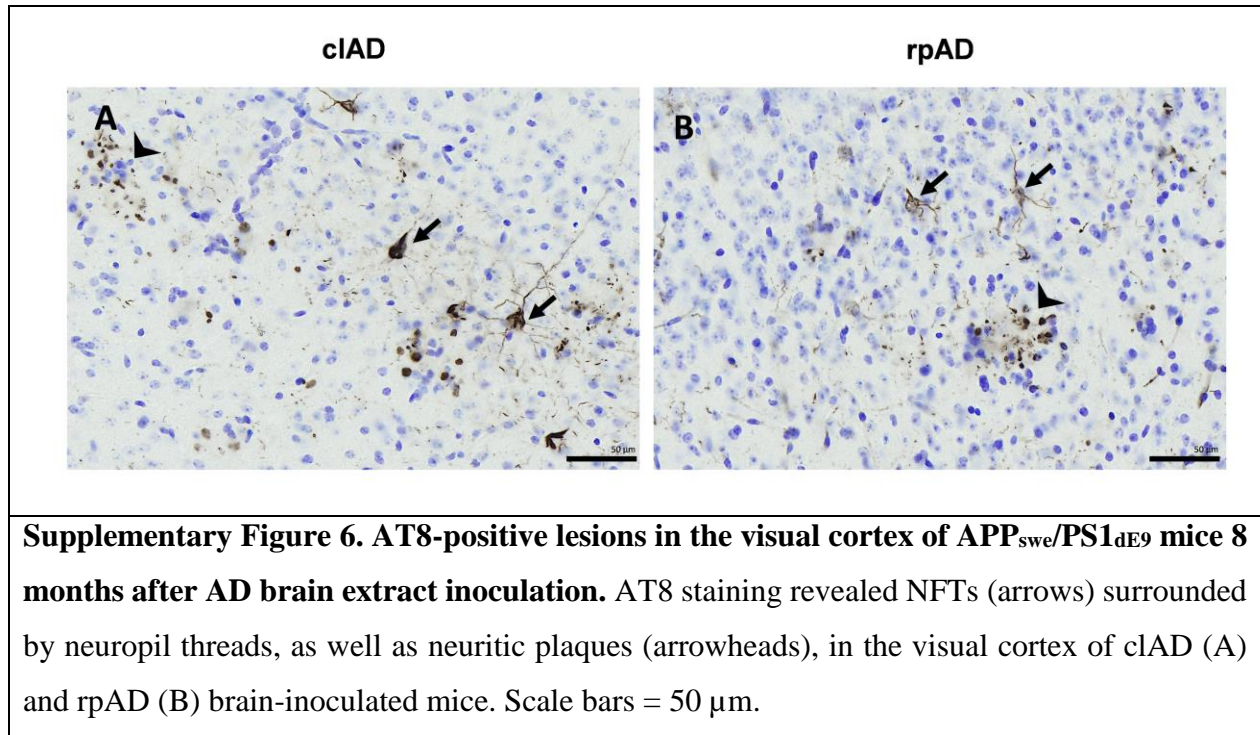 clAD rpAD
A B
50 µm 50 µm
Supplementary Figure 6. AT8-positive lesions in the visual cortex of APPswe/PS1dE9 mice 8
months after AD brain extract inoculation. AT8 staining revealed NFTs (arrows) surrounded
by neuropil threads, as well as neuritic plaques (arrowheads), in the visual cortex of clAD (A)
and rpAD (B) brain-inoculated mice. Scale bars = 50 µm.